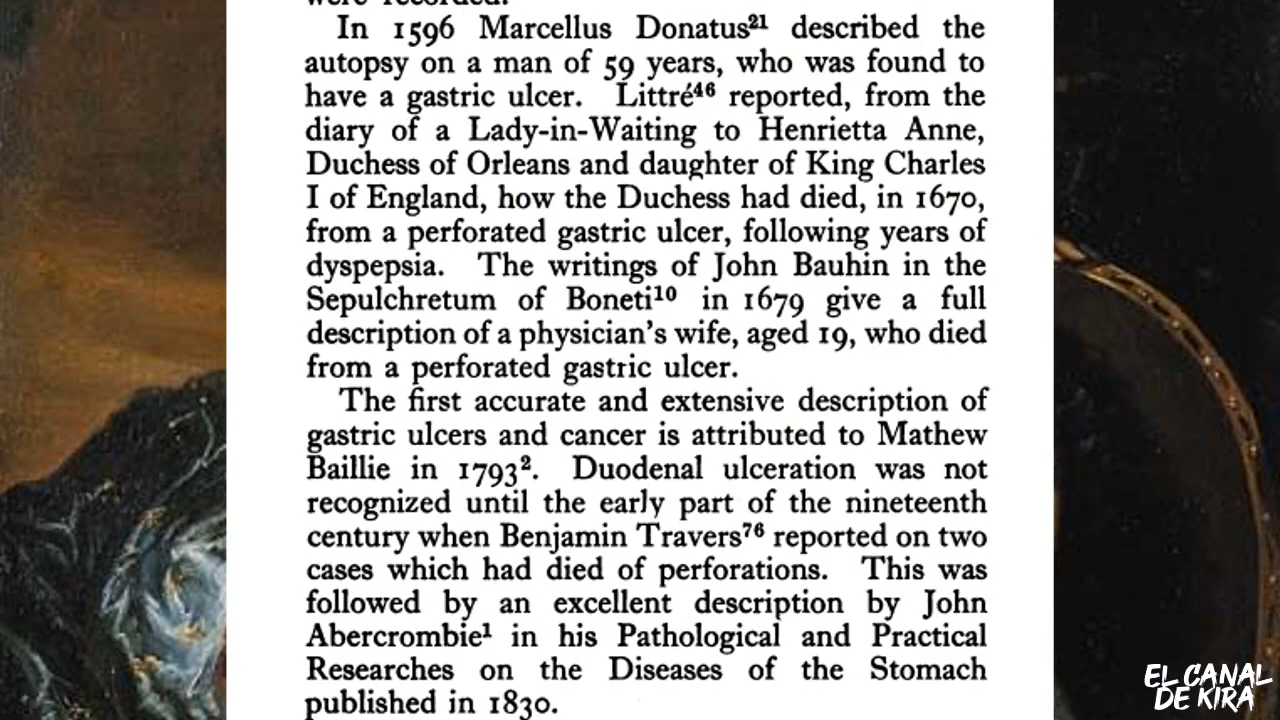 were recorded.
In 1596 Marcellus Donatus²¹ described the
autopsy on a man of 59 years, who was found to
have a gastric ulcer. Littré⁴⁶ reported, from the
diary of a Lady-in-Waiting to Henrietta Anne,
Duchess of Orleans and daughter of King Charles
I of England, how the Duchess had died, in 1670,
from a perforated gastric ulcer, following years of
dyspepsia. The writings of John Bauhin in the
Sepulchretum of Boneti¹⁰ in 1679 give a full
description of a physician's wife, aged 19, who died
from a perforated gastric ulcer.
The first accurate and extensive description of
gastric ulcers and cancer is attributed to Mathew
Baillie in 1793². Duodenal ulceration was not
recognized until the early part of the nineteenth
century when Benjamin Travers⁷⁶ reported on two
cases which had died of perforations. This was
followed by an excellent description by John
Abercrombie¹ in his Pathological and Practical
Researches on the Diseases of the Stomach
published in 1830.
EL CANAL
DE KIRA